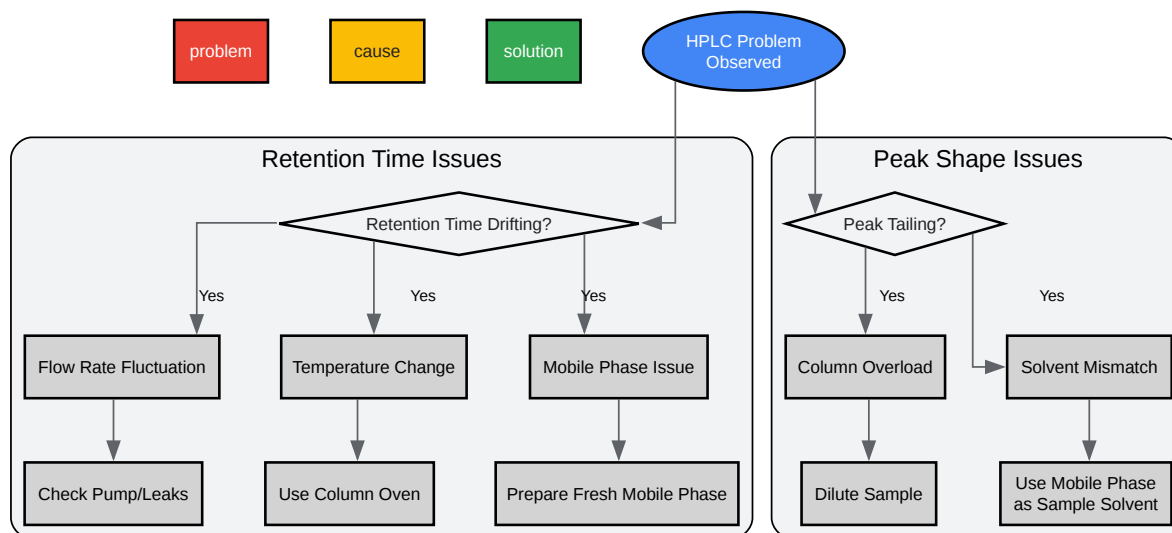 problem
cause
solution
HPLC Problem
Observed
Retention Time Issues
Peak Shape Issues
Retention Time Drifting?
Peak Tailing?
Yes
Yes
Yes
Yes
Yes
Flow Rate Fluctuation
Temperature Change
Mobile Phase Issue
Column Overload
Solvent Mismatch
Check Pump/Leaks
Use Column Oven
Prepare Fresh Mobile Phase
Dilute Sample
Use Mobile Phase
as Sample Solvent